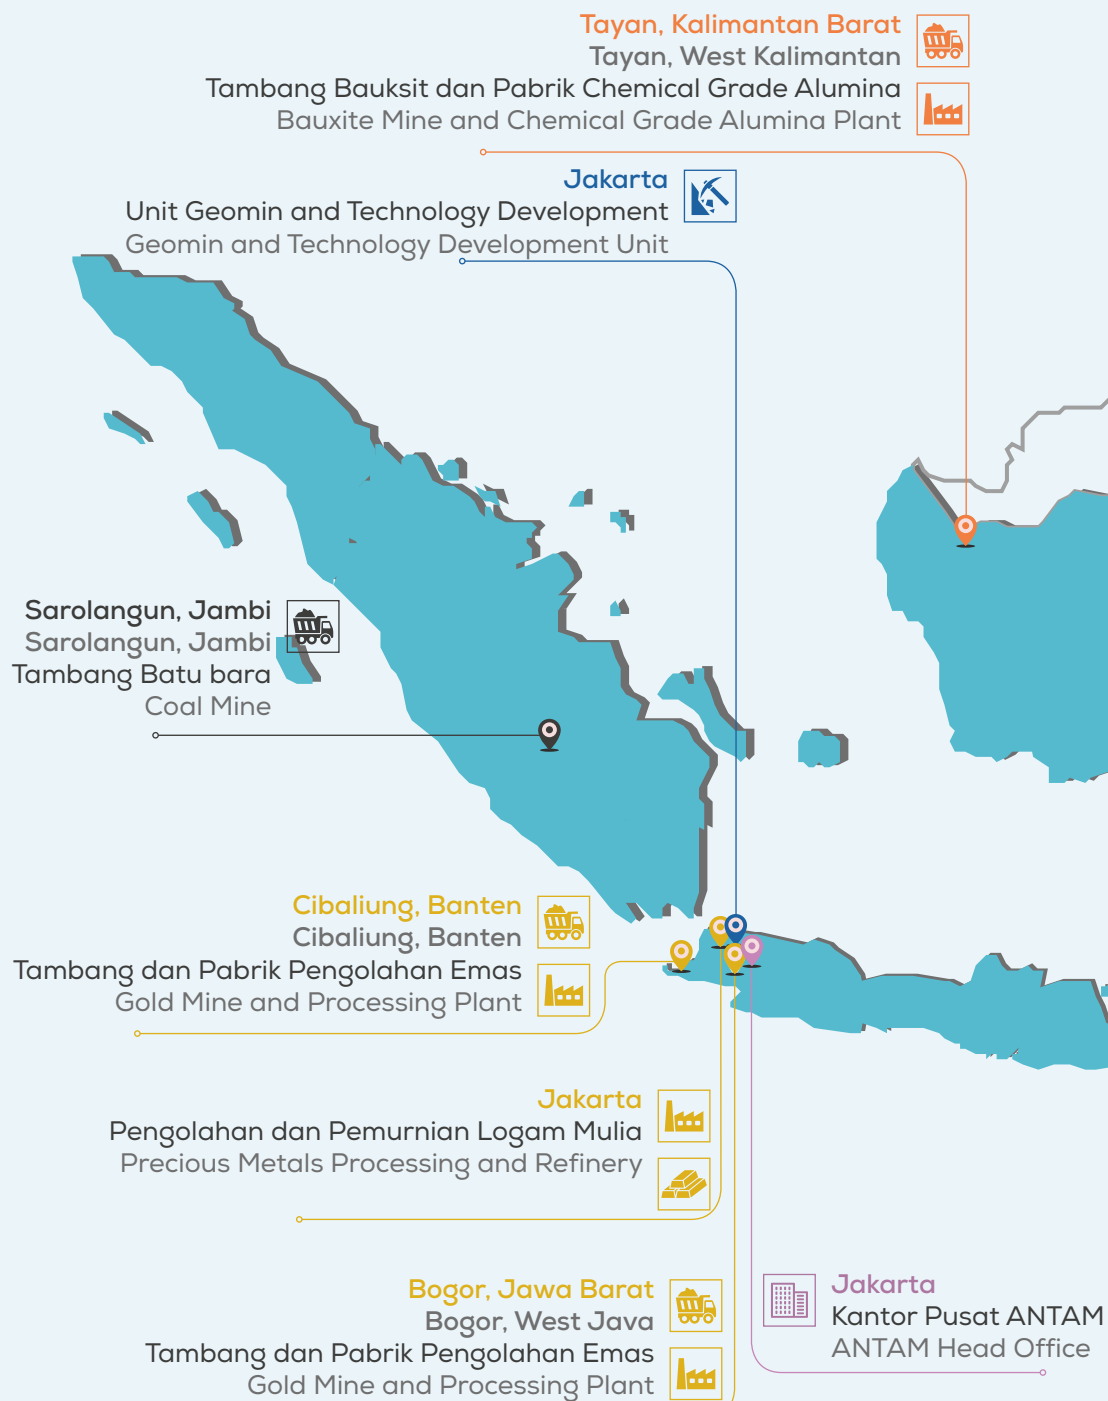 Tayan, Kalimantan Barat
Tayan, West Kalimantan
Tambang Bauksit dan Pabrik Chemical Grade Alumina
Bauxite Mine and Chemical Grade Alumina Plant
Jakarta
Unit Geomin and Technology Development
Geomin and Technology Development Unit
Sarolangun, Jambi
Sarolangun, Jambi
Tambang Batu bara
Coal Mine
Cibaliung, Banten
Cibaliung, Banten
Tambang dan Pabrik Pengolahan Emas
Gold Mine and Processing Plant
Jakarta
Pengolahan dan Pemurnian Logam Mulia
Precious Metals Processing and Refinery
Bogor, Jawa Barat
Bogor, West Java
Tambang dan Pabrik Pengolahan Emas
Gold Mine and Processing Plant
Jakarta
Kantor Pusat ANTAM
ANTAM Head Office